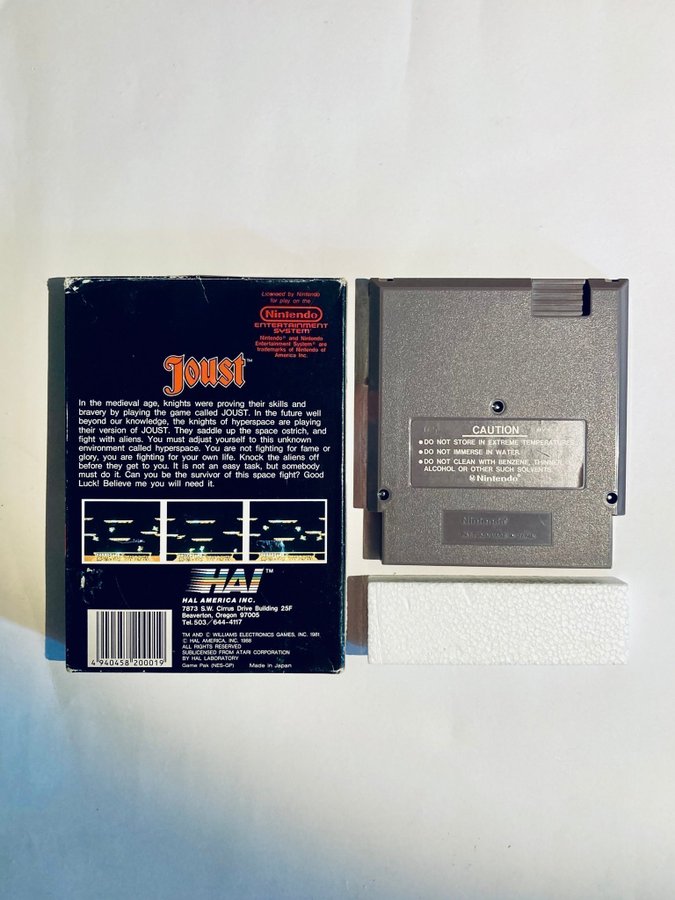 Licensed by Nintendo
for play on the
Nintendo
ENTERTAINMENT
SYSTEM
Nintendo® and Nintendo
Entertainment System® are
trademarks of Nintendo of
America Inc.
Joust™
In the medieval age, knights were proving their skills and
bravery by playing the game called JOUST. In the future well
beyond our knowledge, the knights of hyperspace are playing
their version of JOUST. They saddle up the space ostrich, and
fight with aliens. You must adjust yourself to this unknown
environment called hyperspace. You are not fighting for fame or
glory, you are fighting for your own life. Knock the aliens off
before they get to you. It is not an easy task, but somebody
must do it. Can you be the survivor of this space fight? Good
Luck! Believe me you will need it.
HAL™
HAL AMERICA INC.
7873 S.W. Cirrus Drive Building 25F
Beaverton, Oregon 97005
Tel. 503/644-4117
TM AND © WILLIAMS ELECTRONICS GAMES, INC. 1981
© HAL AMERICA, INC. 1988
ALL RIGHTS RESERVED
SUBLICENSED FROM ATARI CORPORATION
BY HAL LABORATORY
Game Pak (NES-GP) Made in Japan
4 940458 200019
CAUTION
●DO NOT STORE IN EXTREME TEMPERATURES.
●DO NOT IMMERSE IN WATER.
●DO NOT CLEAN WITH BENZENE, THINNER,
ALCOHOL OR OTHER SUCH SOLVENTS.
Nintendo
Nintendo